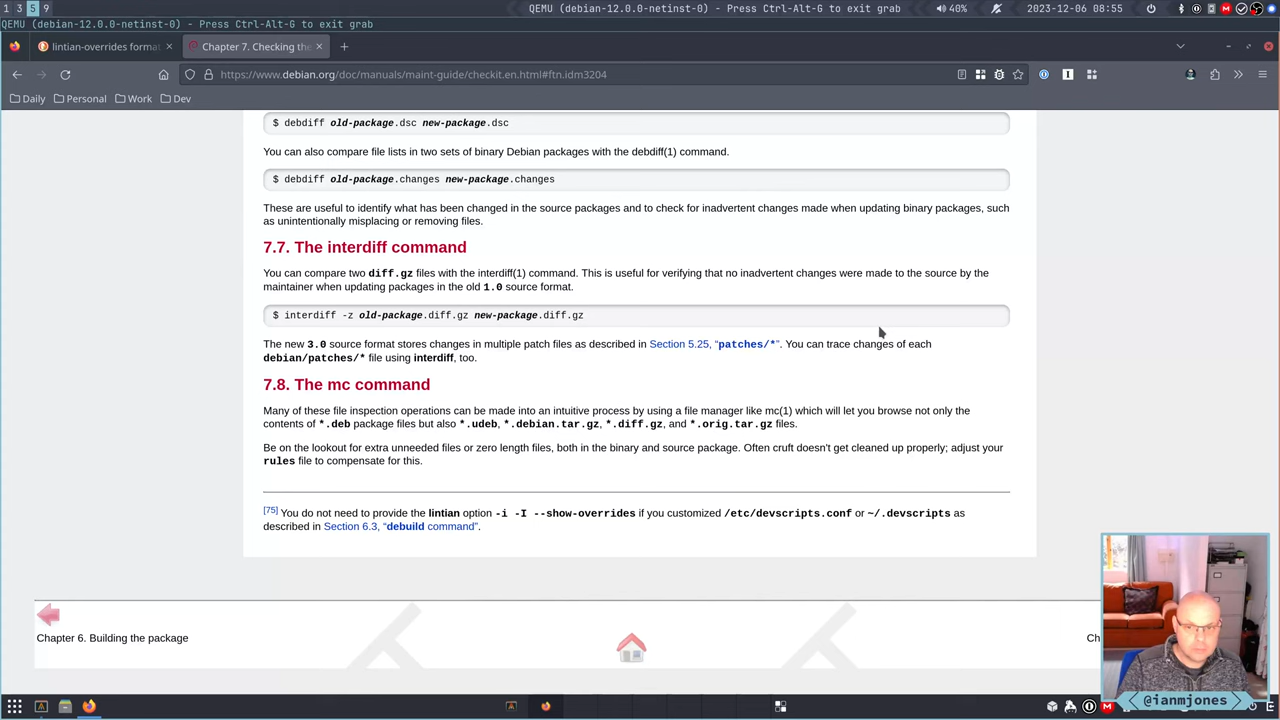 1 3 5 9
QEMU (debian-12.0.0-netinst-0) - Press Ctrl-Alt-G to exit grab
40%
2023-12-06 08:55
QEMU (debian-12.0.0-netinst-0) - Press Ctrl-Alt-G to exit grab
lintian-overrides format
Chapter 7. Checking the
https://www.debian.org/doc/manuals/maint-guide/checkit.en.html#ftn.idm3204
Daily Personal Work Dev
$ debdiff old-package.dsc new-package.dsc
You can also compare file lists in two sets of binary Debian packages with the debdiff(1) command.
$ debdiff old-package.changes new-package.changes
These are useful to identify what has been changed in the source packages and to check for inadvertent changes made when updating binary packages, such
as unintentionally misplacing or removing files.
7.7. The interdiff command
You can compare two diff.gz files with the interdiff(1) command. This is useful for verifying that no inadvertent changes were made to the source by the
maintainer when updating packages in the old 1.0 source format.
$ interdiff -z old-package.diff.gz new-package.diff.gz
The new 3.0 source format stores changes in multiple patch files as described in Section 5.25, “patches/*”. You can trace changes of each
debian/patches/* file using interdiff, too.
7.8. The mc command
Many of these file inspection operations can be made into an intuitive process by using a file manager like mc(1) which will let you browse not only the
contents of *.deb package files but also *.udeb, *.debian.tar.gz, *.diff.gz, and *.orig.tar.gz files.
Be on the lookout for extra unneeded files or zero length files, both in the binary and source package. Often cruft doesn't get cleaned up properly; adjust your
rules file to compensate for this.
[75] You do not need to provide the lintian option -i -I --show-overrides if you customized /etc/devscripts.conf or ~/.devscripts as
described in Section 6.3, “debuild command”.
Chapter 6. Building the package
Ch
@ianmjones